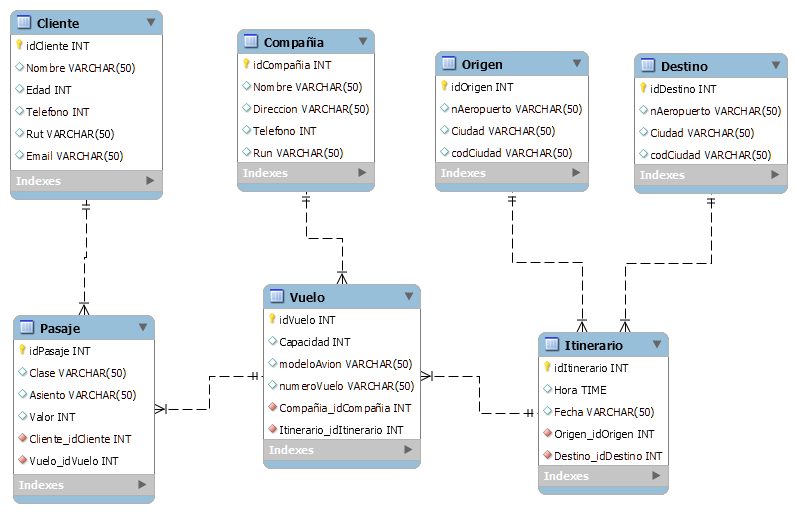 Cliente
idCliente INT
Nombre VARCHAR(50)
Edad INT
Telefono INT
Rut VARCHAR(50)
Email VARCHAR(50)
Indexes
Compañia
idCompañia INT
Nombre VARCHAR(50)
Direccion VARCHAR(50)
Telefono INT
Run VARCHAR(50)
Indexes
Origen
idOrigen INT
nAeropuerto VARCHAR(50)
Ciudad VARCHAR(50)
codCiudad VARCHAR(50)
Indexes
Destino
idDestino INT
nAeropuerto VARCHAR(50)
Ciudad VARCHAR(50)
codCiudad VARCHAR(50)
Indexes
Pasaje
idPasaje INT
Clase VARCHAR(50)
Asiento VARCHAR(50)
Valor INT
Cliente_idCliente INT
Vuelo_idVuelo INT
Indexes
Vuelo
idVuelo INT
Capacidad INT
modeloAvion VARCHAR(50)
numeroVuelo VARCHAR(50)
Compañia_idCompañia INT
Itinerario_idItinerario INT
Indexes
Itinerario
idItinerario INT
Hora TIME
Fecha VARCHAR(50)
Origen_idOrigen INT
Destino_idDestino INT
Indexes